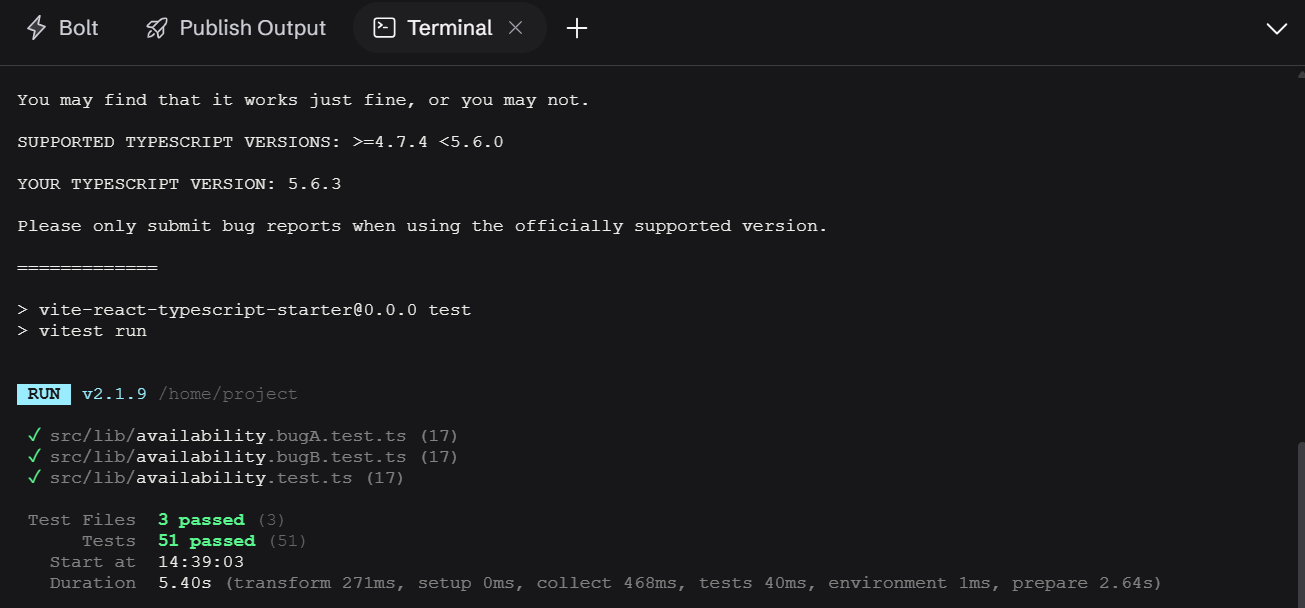 Bolt Publish Output Terminal
You may find that it works just fine, or you may not.
SUPPORTED TYPESCRIPT VERSIONS: >=4.7.4 <5.6.0
YOUR TYPESCRIPT VERSION: 5.6.3
Please only submit bug reports when using the officially supported version.
=============
> vite-react-typescript-starter@0.0.0 test
> vitest run
RUN v2.1.9 /home/project
✓ src/lib/availability.bugA.test.ts (17)
✓ src/lib/availability.bugB.test.ts (17)
✓ src/lib/availability.test.ts (17)
Test Files 3 passed (3)
Tests 51 passed (51)
Start at 14:39:03
Duration 5.40s (transform 271ms, setup 0ms, collect 468ms, tests 40ms, environment 1ms, prepare 2.64s)